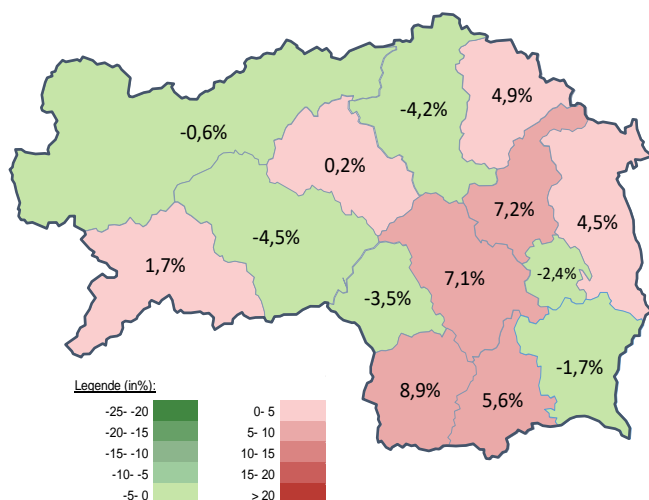 4,9%
-4,2%
-0,6%
0,2%
7,2%
4,5%
-4,5%
1,7%
7,1%
-2,4%
-3,5%
-1,7%
8,9%
5,6%
Legende (in%):
-25- -20 0- 5
-20- -15 5- 10
-15- -10 10- 15
-10- -5 15- 20
-5- 0 > 20